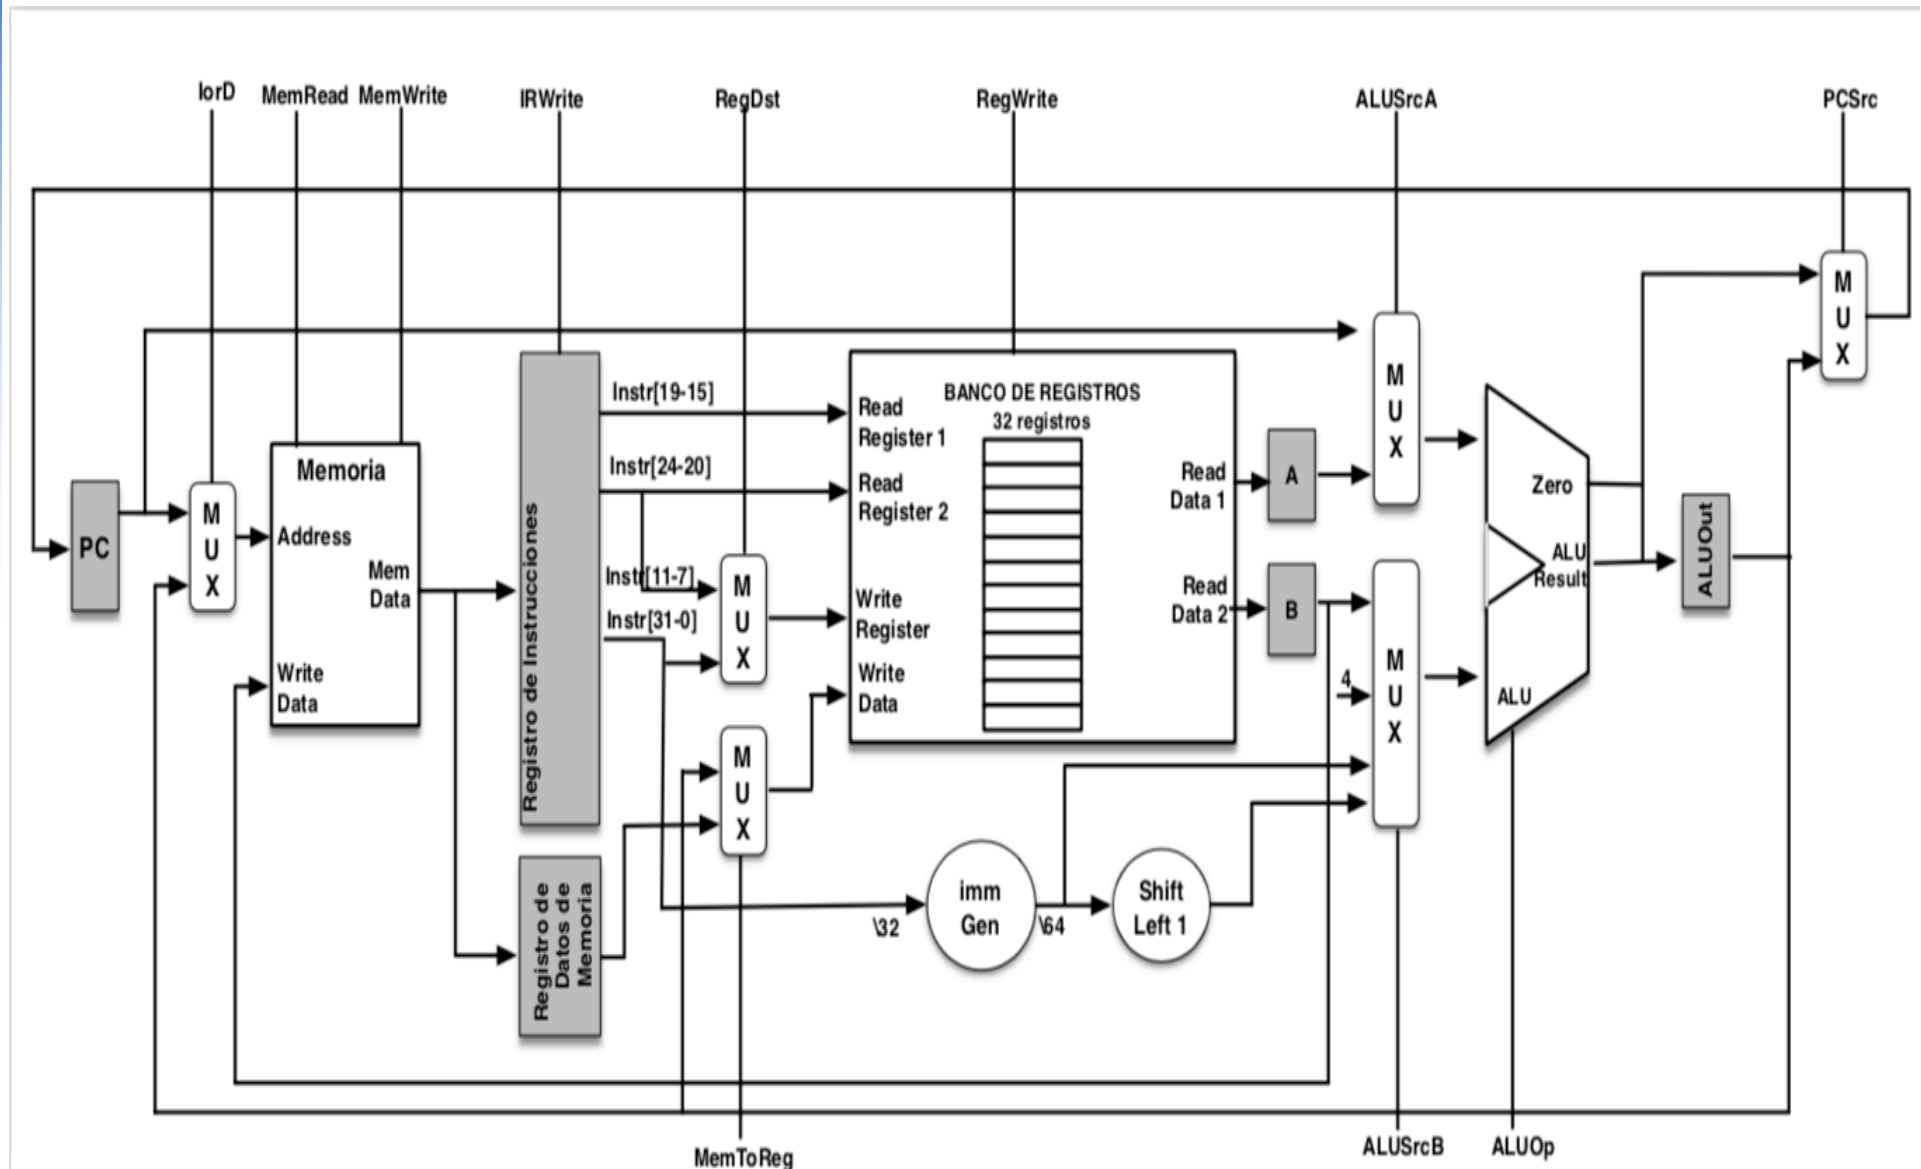 IorD
MemRead
MemWrite
IRWrite
RegDst
RegWrite
ALUSrcA
PCSrc
PC
M
U
X
Memoria
Address
Mem
Data
Write
Data
Registro de Instrucciones
Registro de
Datos de
Memoria
Instr[19-15]
Instr[24-20]
Instr[11-7]
Instr[31-0]
M
U
X
M
U
X
BANCO DE REGISTROS
32 registros
Read
Register 1
Read
Register 2
Write
Register
Write
Data
Read
Data 1
Read
Data 2
\32
imm
Gen
\64
Shift
Left 1
A
B
4
M
U
X
M
U
X
Zero
ALU
Result
ALU
ALUOut
M
U
X
MemToReg
ALUSrcB
ALUOp